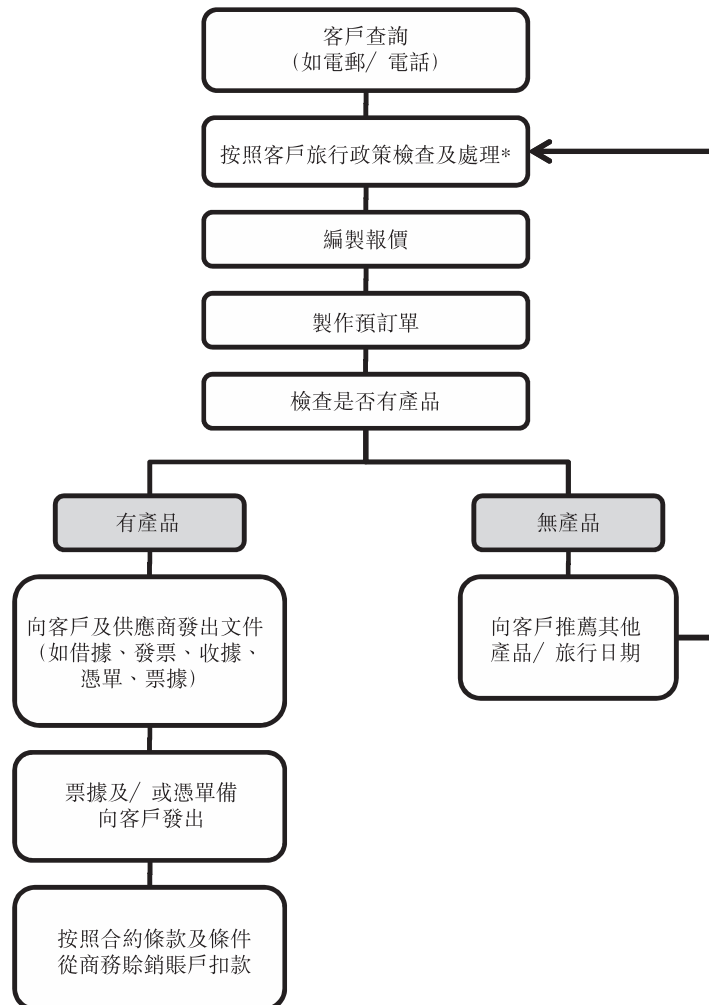 客戶查詢
（如電郵/ 電話）
按照客戶旅行政策檢查及處理*
編製報價
製作預訂單
檢查是否有產品
有產品
無產品
向客戶及供應商發出文件
（如借據、發票、收據、
憑單、票據）
向客戶推薦其他
產品/ 旅行日期
票據及/ 或憑單備
向客戶發出
按照合約條款及條件
從商務賒銷賬戶扣款